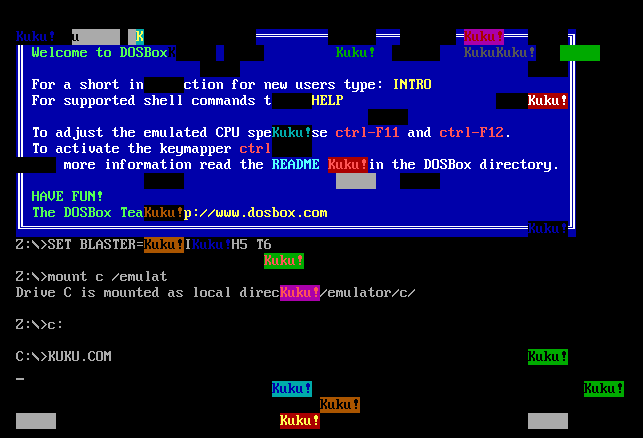 Kuku! u K Kuku!
Welcome to DOSBox Kuku! KukuKuku!
For a short in ction for new users type: INTRO
For supported shell commands t HELP Kuku!
To adjust the emulated CPU speKuku!se ctrl-F11 and ctrl-F12.
To activate the keymapper ctrl
more information read the README Kuku!in the DOSBox directory.
HAVE FUN!
The DOSBox TeaKuku!p://www.dosbox.com
Kuku!
Z:\>SET BLASTER=Kuku!IKuku!H5 T6
Kuku!
Z:\>mount c /emulat
Drive C is mounted as local direcKuku!/emulator/c/
Z:\>c:
C:\>KUKU.COM Kuku!
_
Kuku! Kuku!
Kuku!
Kuku!